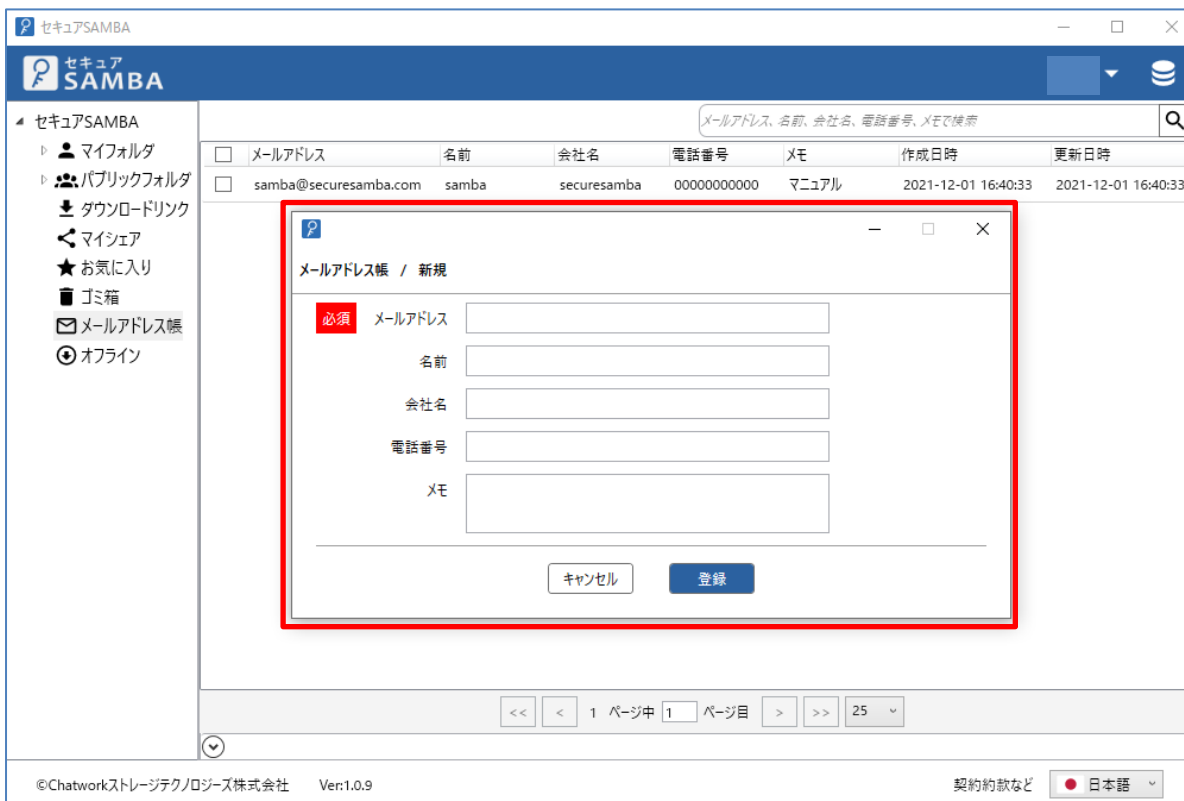 セキュアSAMBA
セキュア
SAMBA
セキュアSAMBA
マイフォルダ
パブリックフォルダ
ダウンロードリンク
マイシェア
お気に入り
ゴミ箱
メールアドレス帳
オフライン
メールアドレス、名前、会社名、電話番号、メモで検索
メールアドレス 名前 会社名 電話番号 メモ 作成日時 更新日時
samba@securesamba.com samba securesamba 00000000000 マニュアル 2021-12-01 16:40:33 2021-12-01 16:40:33
メールアドレス帳 / 新規
必須 メールアドレス
名前
会社名
電話番号
メモ
キャンセル 登録
<< < 1 ページ中 1 ページ目 > >> 25
©Chatworkストレージテクノロジーズ株式会社 Ver:1.0.9 契約約款など 日本語